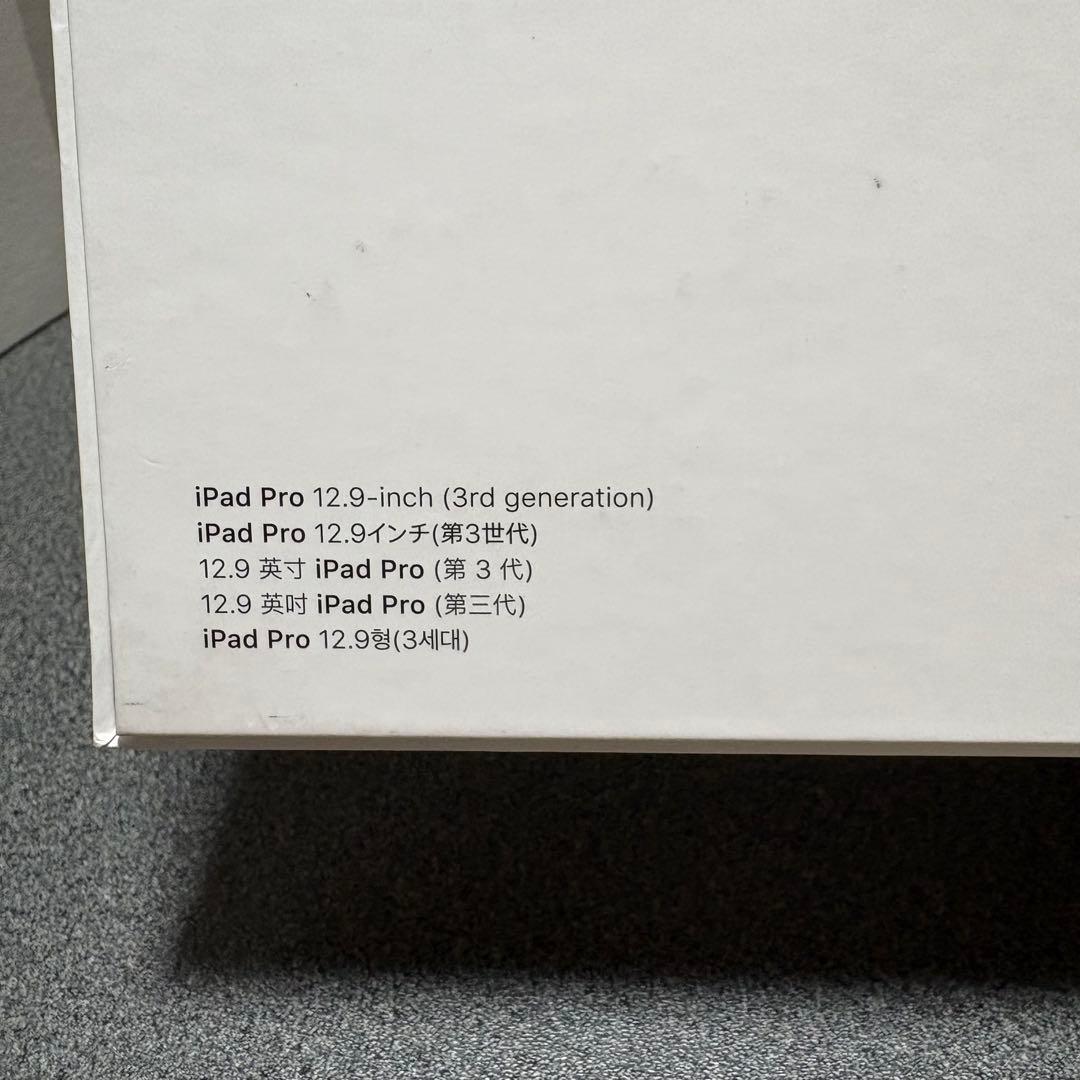 iPad Pro 12.9-inch (3rd generation)
iPad Pro 12.9インチ(第3世代)
12.9 英寸 iPad Pro (第 3 代)
12.9 英吋 iPad Pro (第三代)
iPad Pro 12.9형(3세대)